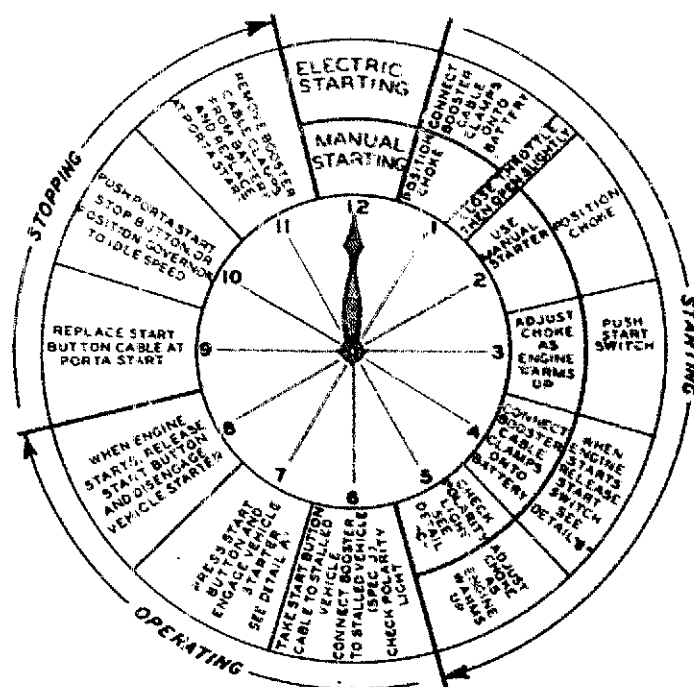 ELECTRIC
STARTING
MANUAL
STARTING
CONNECT
BOOSTER
CABLE
CLAMPS
ONTO
BATTERY
POSITION
CHOKE
CLOSE THROTTLE
THEN OPEN SLIGHTLY
USE
MANUAL
STARTER
POSITION
CHOKE
ADJUST
CHOKE
AS
ENGINE
WARMS
UP
PUSH
START
SWITCH
CONNECT
BOOSTER
CABLE
CLAMPS
ONTO
BATTERY
WHEN
ENGINE
STARTS
RELEASE
START
SWITCH
SEE
DETAIL
"B"
CHECK
POLARITY
LIGHT
SEE
DETAIL
ADJUST
CHOKE
AS
ENGINE
WARMS
UP
TAKE START BUTTON
CABLE TO STALLED
VEHICLE
CONNECT BOOSTER
TO STALLED VEHICLE
(SPEC J)
CHECK POLARITY
LIGHT
PRESS START
BUTTON AND
ENGAGE VEHICLE
STARTER
SEE DETAIL A
WHEN ENGINE
STARTS, RELEASE
START BUTTON
AND DISENGAGE
VEHICLE STARTER
REPLACE START
BUTTON CABLE AT
PORTA START
PUSH PORTA START
STOP BUTTON OR
POSITION GOVERNOR
TO IDLE SPEED
REMOVE BOOSTER
CABLE CLAMPS
FROM BATTERY
AND REPLACE
AT PORTA START
STARTING
OPERATING
STOPPING
12
1
2
3
4
5
6
7
8
9
10
11